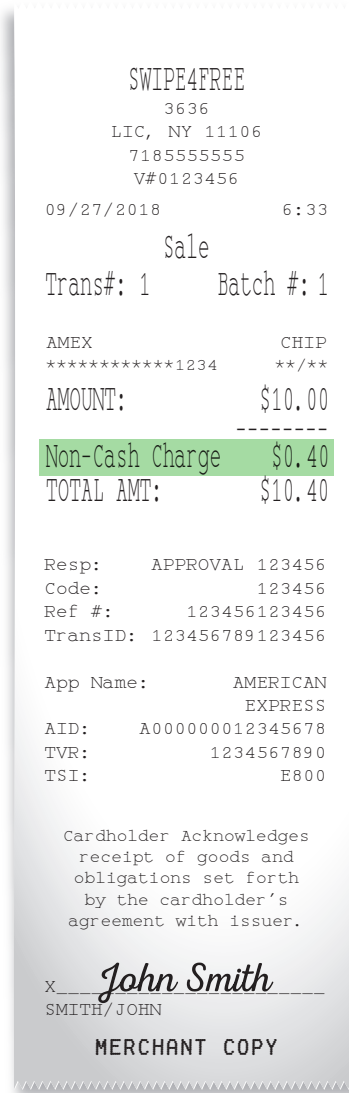 SWIPE4FREE
3636
LIC, NY 11106
7185555555
V#0123456
09/27/2018 6:33
Sale
Trans#: 1 Batch #: 1
AMEX CHIP
************1234 **/**
AMOUNT: $10.00
--------
Non-Cash Charge $0.40
TOTAL AMT: $10.40
Resp: APPROVAL 123456
Code: 123456
Ref #: 123456123456
TransID: 123456789123456
App Name: AMERICAN
EXPRESS
AID: A000000012345678
TVR: 1234567890
TSI: E800
Cardholder Acknowledges
receipt of goods and
obligations set forth
by the cardholder′s
agreement with issuer.
X John Smith
SMITH/JOHN
MERCHANT COPY